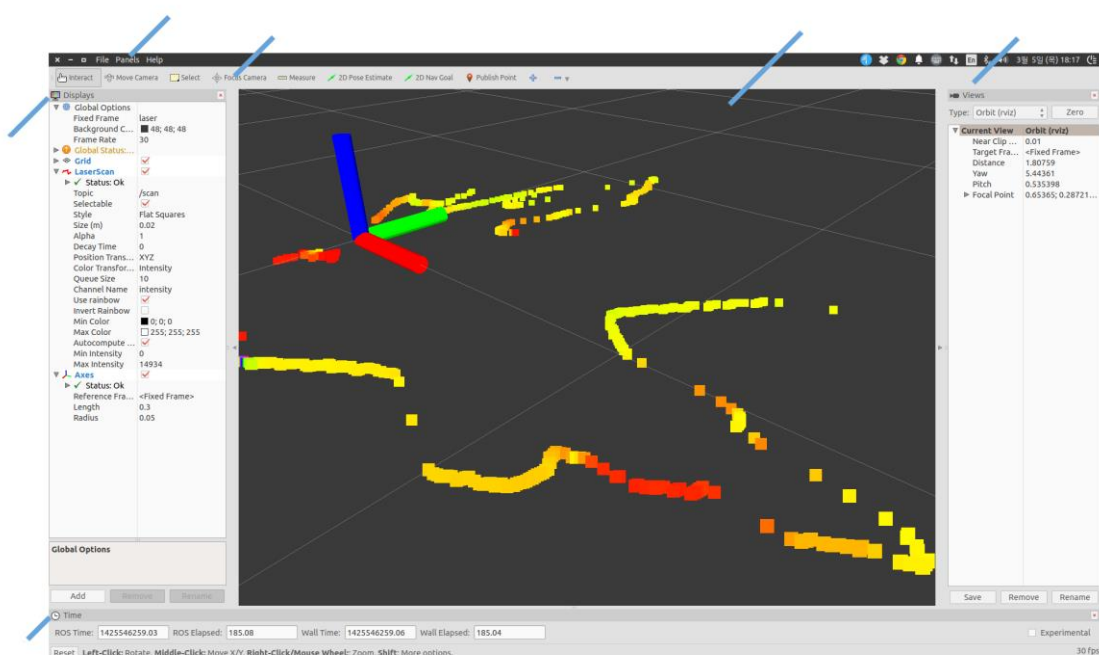 File Panels Help
En 3월 5일 (목) 18:17
Interact Move Camera Select Focus Camera Measure 2D Pose Estimate 2D Nav Goal Publish Point
Displays
Global Options
Fixed Frame laser
Background C... 48; 48; 48
Frame Rate 30
Global Status:...
Grid
LaserScan
Status: Ok
Topic /scan
Selectable
Style Flat Squares
Size (m) 0.02
Alpha 1
Decay Time 0
Position Trans... XYZ
Color Transfor... Intensity
Queue Size 10
Channel Name intensity
Use rainbow
Invert Rainbow
Min Color 0; 0; 0
Max Color 255; 255; 255
Autocompute ...
Min Intensity 0
Max Intensity 14934
Axes
Status: Ok
Reference Fra... <Fixed Frame>
Length 0.3
Radius 0.05
Global Options
Add Remove Rename
Views
Type: Orbit (rviz) Zero
Current View Orbit (rviz)
Near Clip ... 0.01
Target Fra... <Fixed Frame>
Distance 1.80759
Yaw 5.44361
Pitch 0.535398
Focal Point 0.65365; 0.28721...
Save Remove Rename
Time
ROS Time: 1425546259.03 ROS Elapsed: 185.08 Wall Time: 1425546259.06 Wall Elapsed: 185.04 Experimental
Reset Left-Click: Rotate. Middle-Click: Move X/Y. Right-Click/Mouse Wheel:: Zoom. Shift: More options. 30 fps